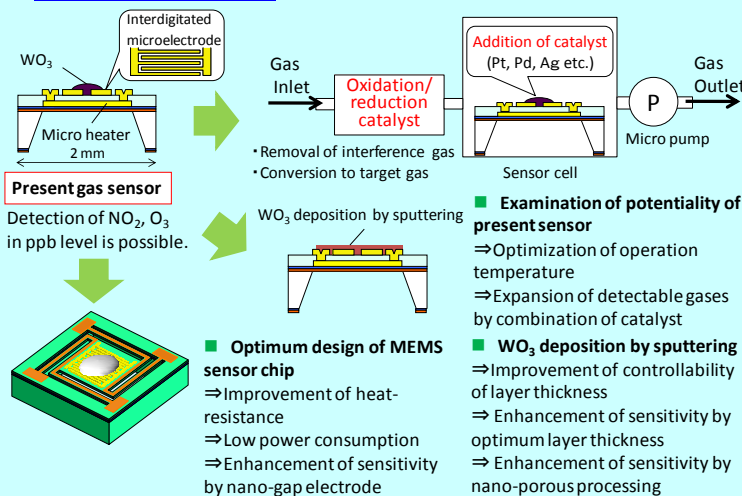 Interdigitated
microelectrode
WO₃
Micro heater
2 mm
Present gas sensor
Detection of NO₂, O₃
in ppb level is possible.
Gas
Inlet
Oxidation/
reduction
catalyst
・Removal of interference gas
・Conversion to target gas
Addition of catalyst
(Pt, Pd, Ag etc.)
Sensor cell
P
Micro pump
Gas
Outlet
WO₃ deposition by sputtering
■ Optimum design of MEMS
sensor chip
⇒Improvement of heat-
resistance
⇒Low power consumption
⇒Enhancement of sensitivity
by nano-gap electrode
■ Examination of potentiality of
present sensor
⇒Optimization of operation
temperature
⇒Expansion of detectable gases
by combination of catalyst
■ WO₃ deposition by sputtering
⇒Improvement of controllability
of layer thickness
⇒ Enhancement of sensitivity by
optimum layer thickness
⇒ Enhancement of sensitivity by
nano-porous processing